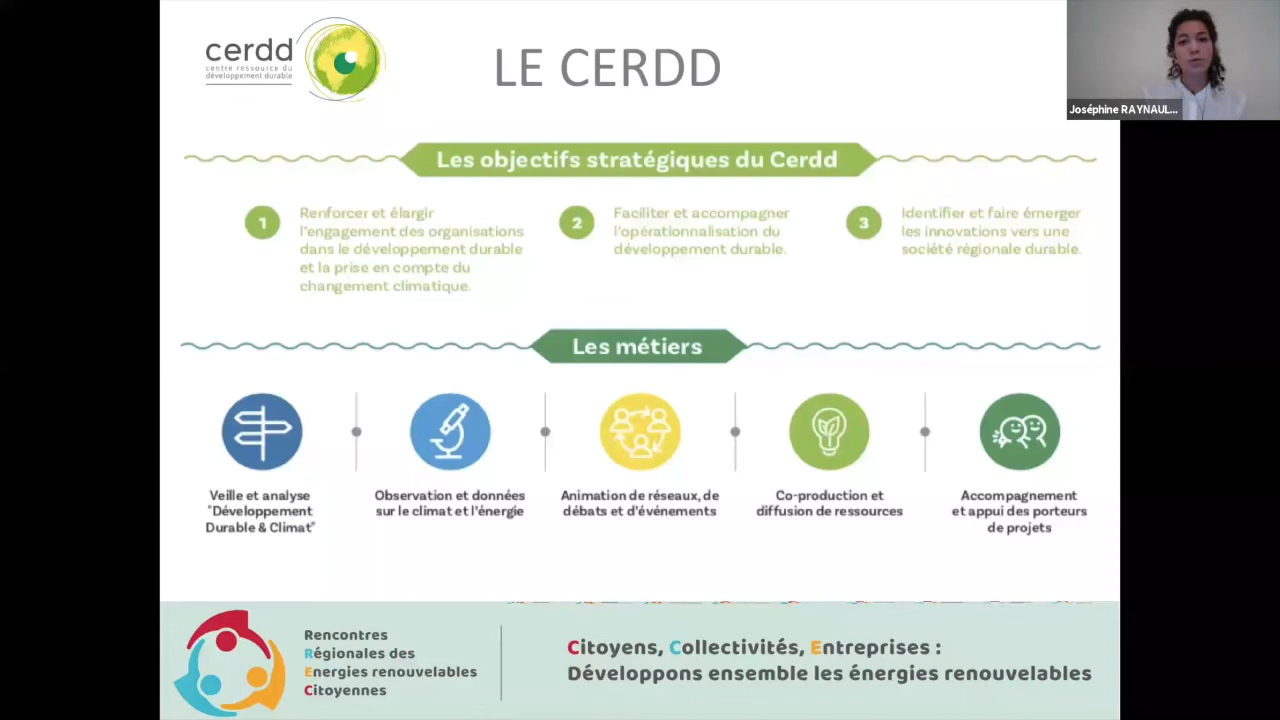 cerdd
centre ressource du
développement durable
LE CERDD
Joséphine RAYNAUL...
Les objectifs stratégiques du Cerdd
1
Renforcer et élargir
l'engagement des organisations
dans le développement durable
et la prise en compte du
changement climatique.
2
Faciliter et accompagner
l'opérationnalisation du
développement durable.
3
Identifier et faire émerger
les innovations vers une
société régionale durable.
Les métiers
Veille et analyse
"Développement
Durable & Climat"
Observation et données
sur le climat et l'énergie
Animation de réseaux, de
débats et d'événements
Co-production et
diffusion de ressources
Accompagnement
et appui des porteurs
de projets
Rencontres
Régionales des
Energies renouvelables
Citoyennes
Citoyens, Collectivités, Entreprises :
Développons ensemble les énergies renouvelables